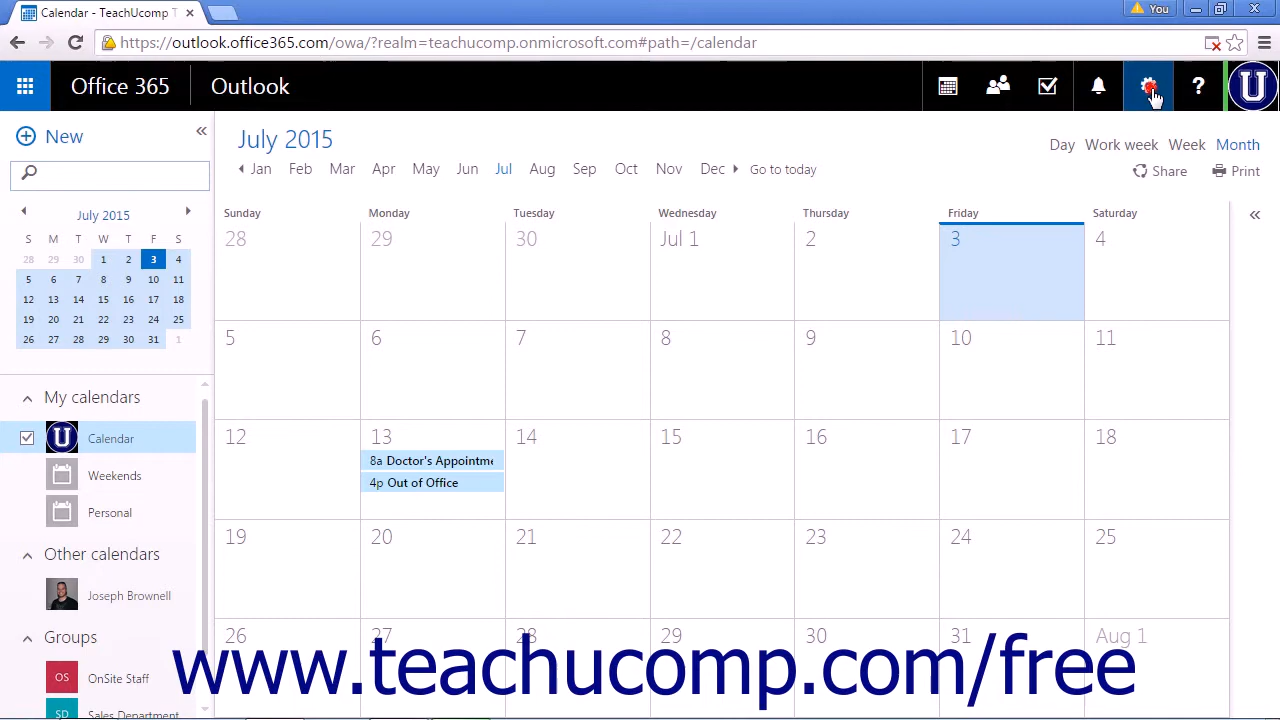 Calendar - TeachUcomp T
You
https://outlook.office365.com/owa/?realm=teachucomp.onmicrosoft.com#path=/calendar
Office 365
Outlook
?
U
New
July 2015
Day Work week Week Month
Jan Feb Mar Apr May Jun Jul Aug Sep Oct Nov Dec Go to today
Share Print
July 2015
S M T W T F S
28 29 30 1 2 3 4
5 6 7 8 9 10 11
12 13 14 15 16 17 18
19 20 21 22 23 24 25
26 27 28 29 30 31 1
My calendars
U Calendar
Weekends
Personal
Other calendars
Joseph Brownell
Groups
OS OnSite Staff
SD Sales Department
Sunday Monday Tuesday Wednesday Thursday Friday Saturday
28 29 30 Jul 1 2 3 4
5 6 7 8 9 10 11
12 13 14 15 16 17 18
8a Doctor's Appointme
4p Out of Office
19 20 21 22 23 24 25
26 27 28 29 30 31 Aug 1
www.teachucomp.com/free